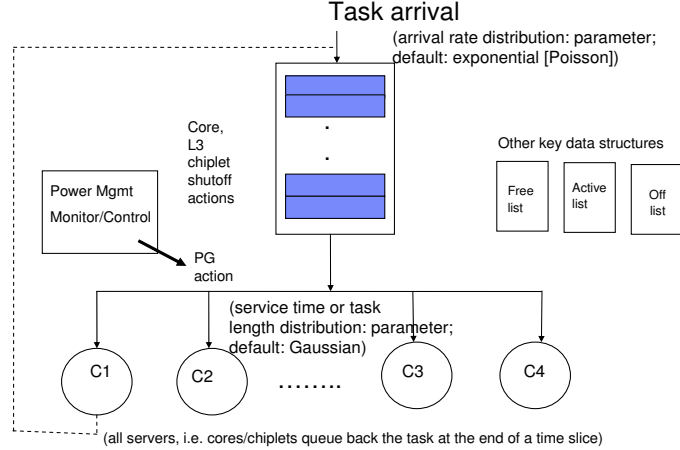 Task arrival
(arrival rate distribution: parameter;
default: exponential [Poisson])
Core,
L3
chiplet
shutoff
actions
.
.
Other key data structures
Free
list
Active
list
Off
list
Power Mgmt
Monitor/Control
PG
action
(service time or task
length distribution: parameter;
default: Gaussian)
C1
C2
........
C3
C4
(all servers, i.e. cores/chiplets queue back the task at the end of a time slice)